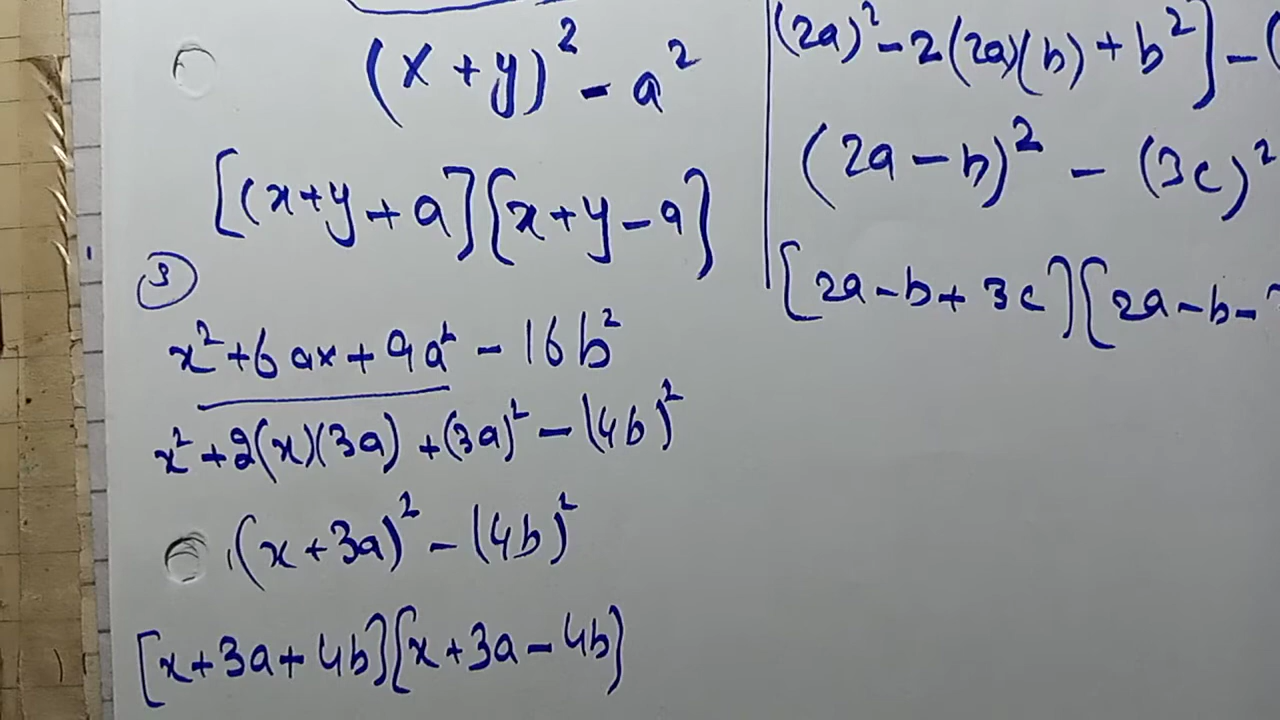 (x+y)² - a²
[(x+y+a][x+y-a]
③
x²+6ax+9a² - 16b²
x²+2(x)(3a)+(3a)² - (4b)²
(x+3a)² - (4b)²
[x+3a+4b][x+3a-4b]
(2a)²-2(2a)(b)+b²] - (
(2a-b)² - (3c)²
[2a-b+3c][2a-b-